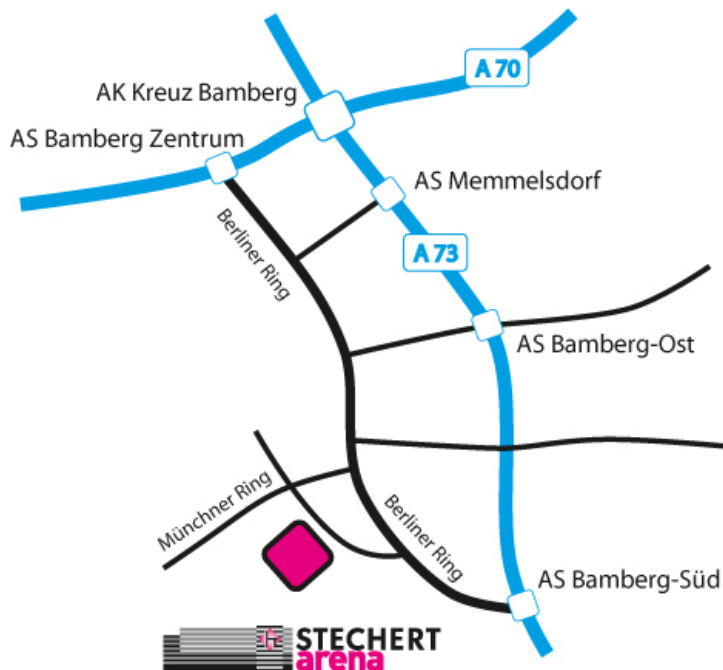 A 70
AK Kreuz Bamberg
AS Bamberg Zentrum
AS Memmelsdorf
Berliner Ring
A 73
AS Bamberg-Ost
Münchner Ring
Berliner Ring
AS Bamberg-Süd
STECHERT
arena